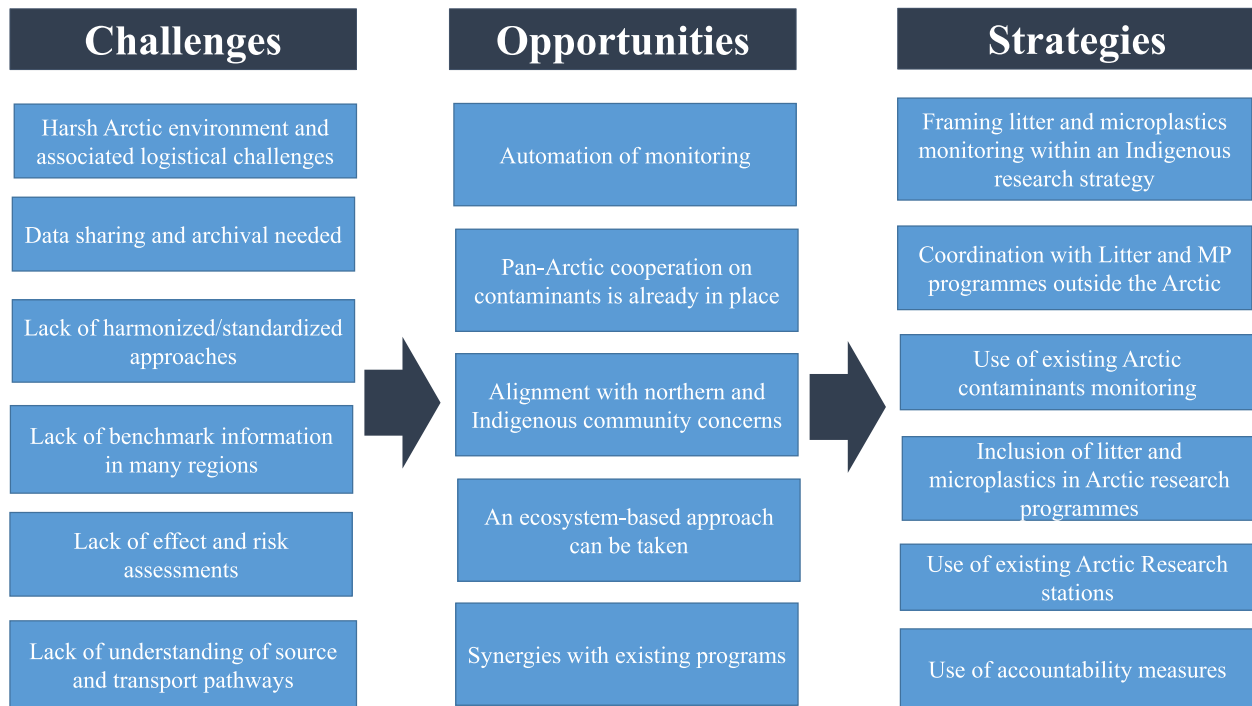 Challenges
Harsh Arctic environment and
associated logistical challenges
Data sharing and archival needed
Lack of harmonized/standardized
approaches
Lack of benchmark information
in many regions
Lack of effect and risk
assessments
Lack of understanding of source
and transport pathways
Opportunities
Automation of monitoring
Pan-Arctic cooperation on
contaminants is already in place
Alignment with northern and
Indigenous community concerns
An ecosystem-based approach
can be taken
Synergies with existing programs
Strategies
Framing litter and microplastics
monitoring within an Indigenous
research strategy
Coordination with Litter and MP
programmes outside the Arctic
Use of existing Arctic
contaminants monitoring
Inclusion of litter and
microplastics in Arctic research
programmes
Use of existing Arctic Research
stations
Use of accountability measures